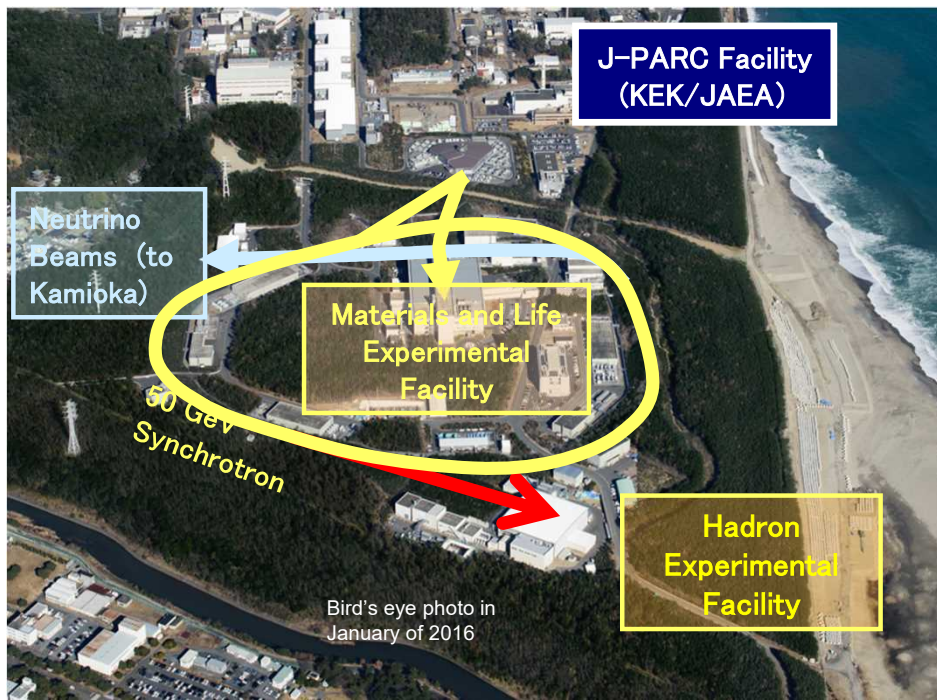 J-PARC Facility
(KEK/JAEA)
Neutrino
Beams (to
Kamioka)
Materials and Life
Experimental
Facility
50 GeV
Synchrotron
Hadron
Experimental
Facility
Bird's eye photo in
January of 2016